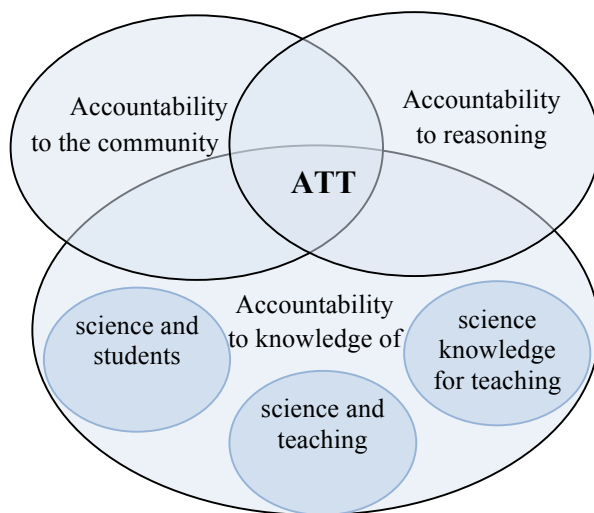 Accountability
to the community
Accountability
to reasoning
ATT
Accountability
to knowledge of
science and
students
science and
teaching
science
knowledge
for teaching